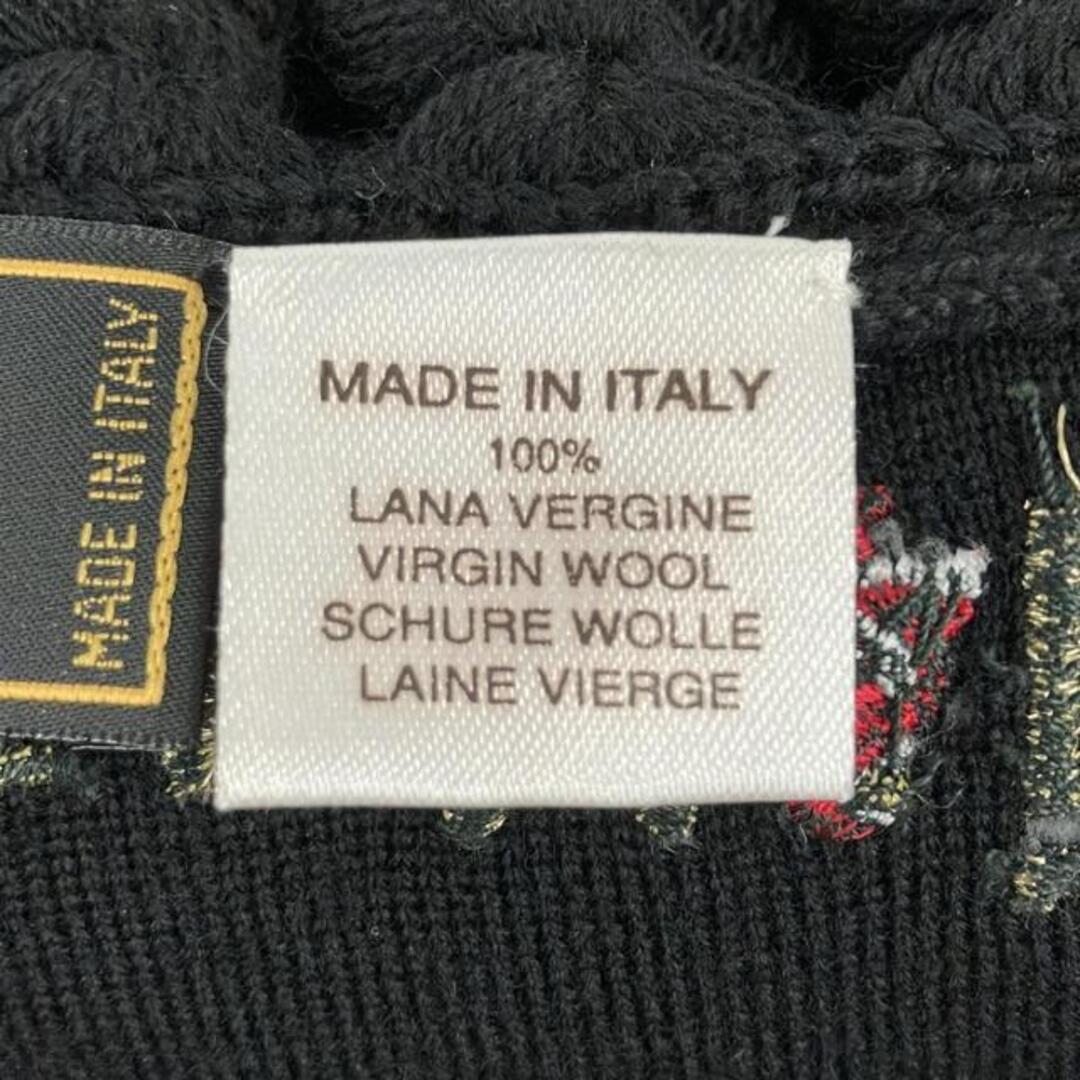 MADE IN ITALY
MADE IN ITALY
100%
LANA VERGINE
VIRGIN WOOL
SCHURE WOLLE
LAINE VIERGE